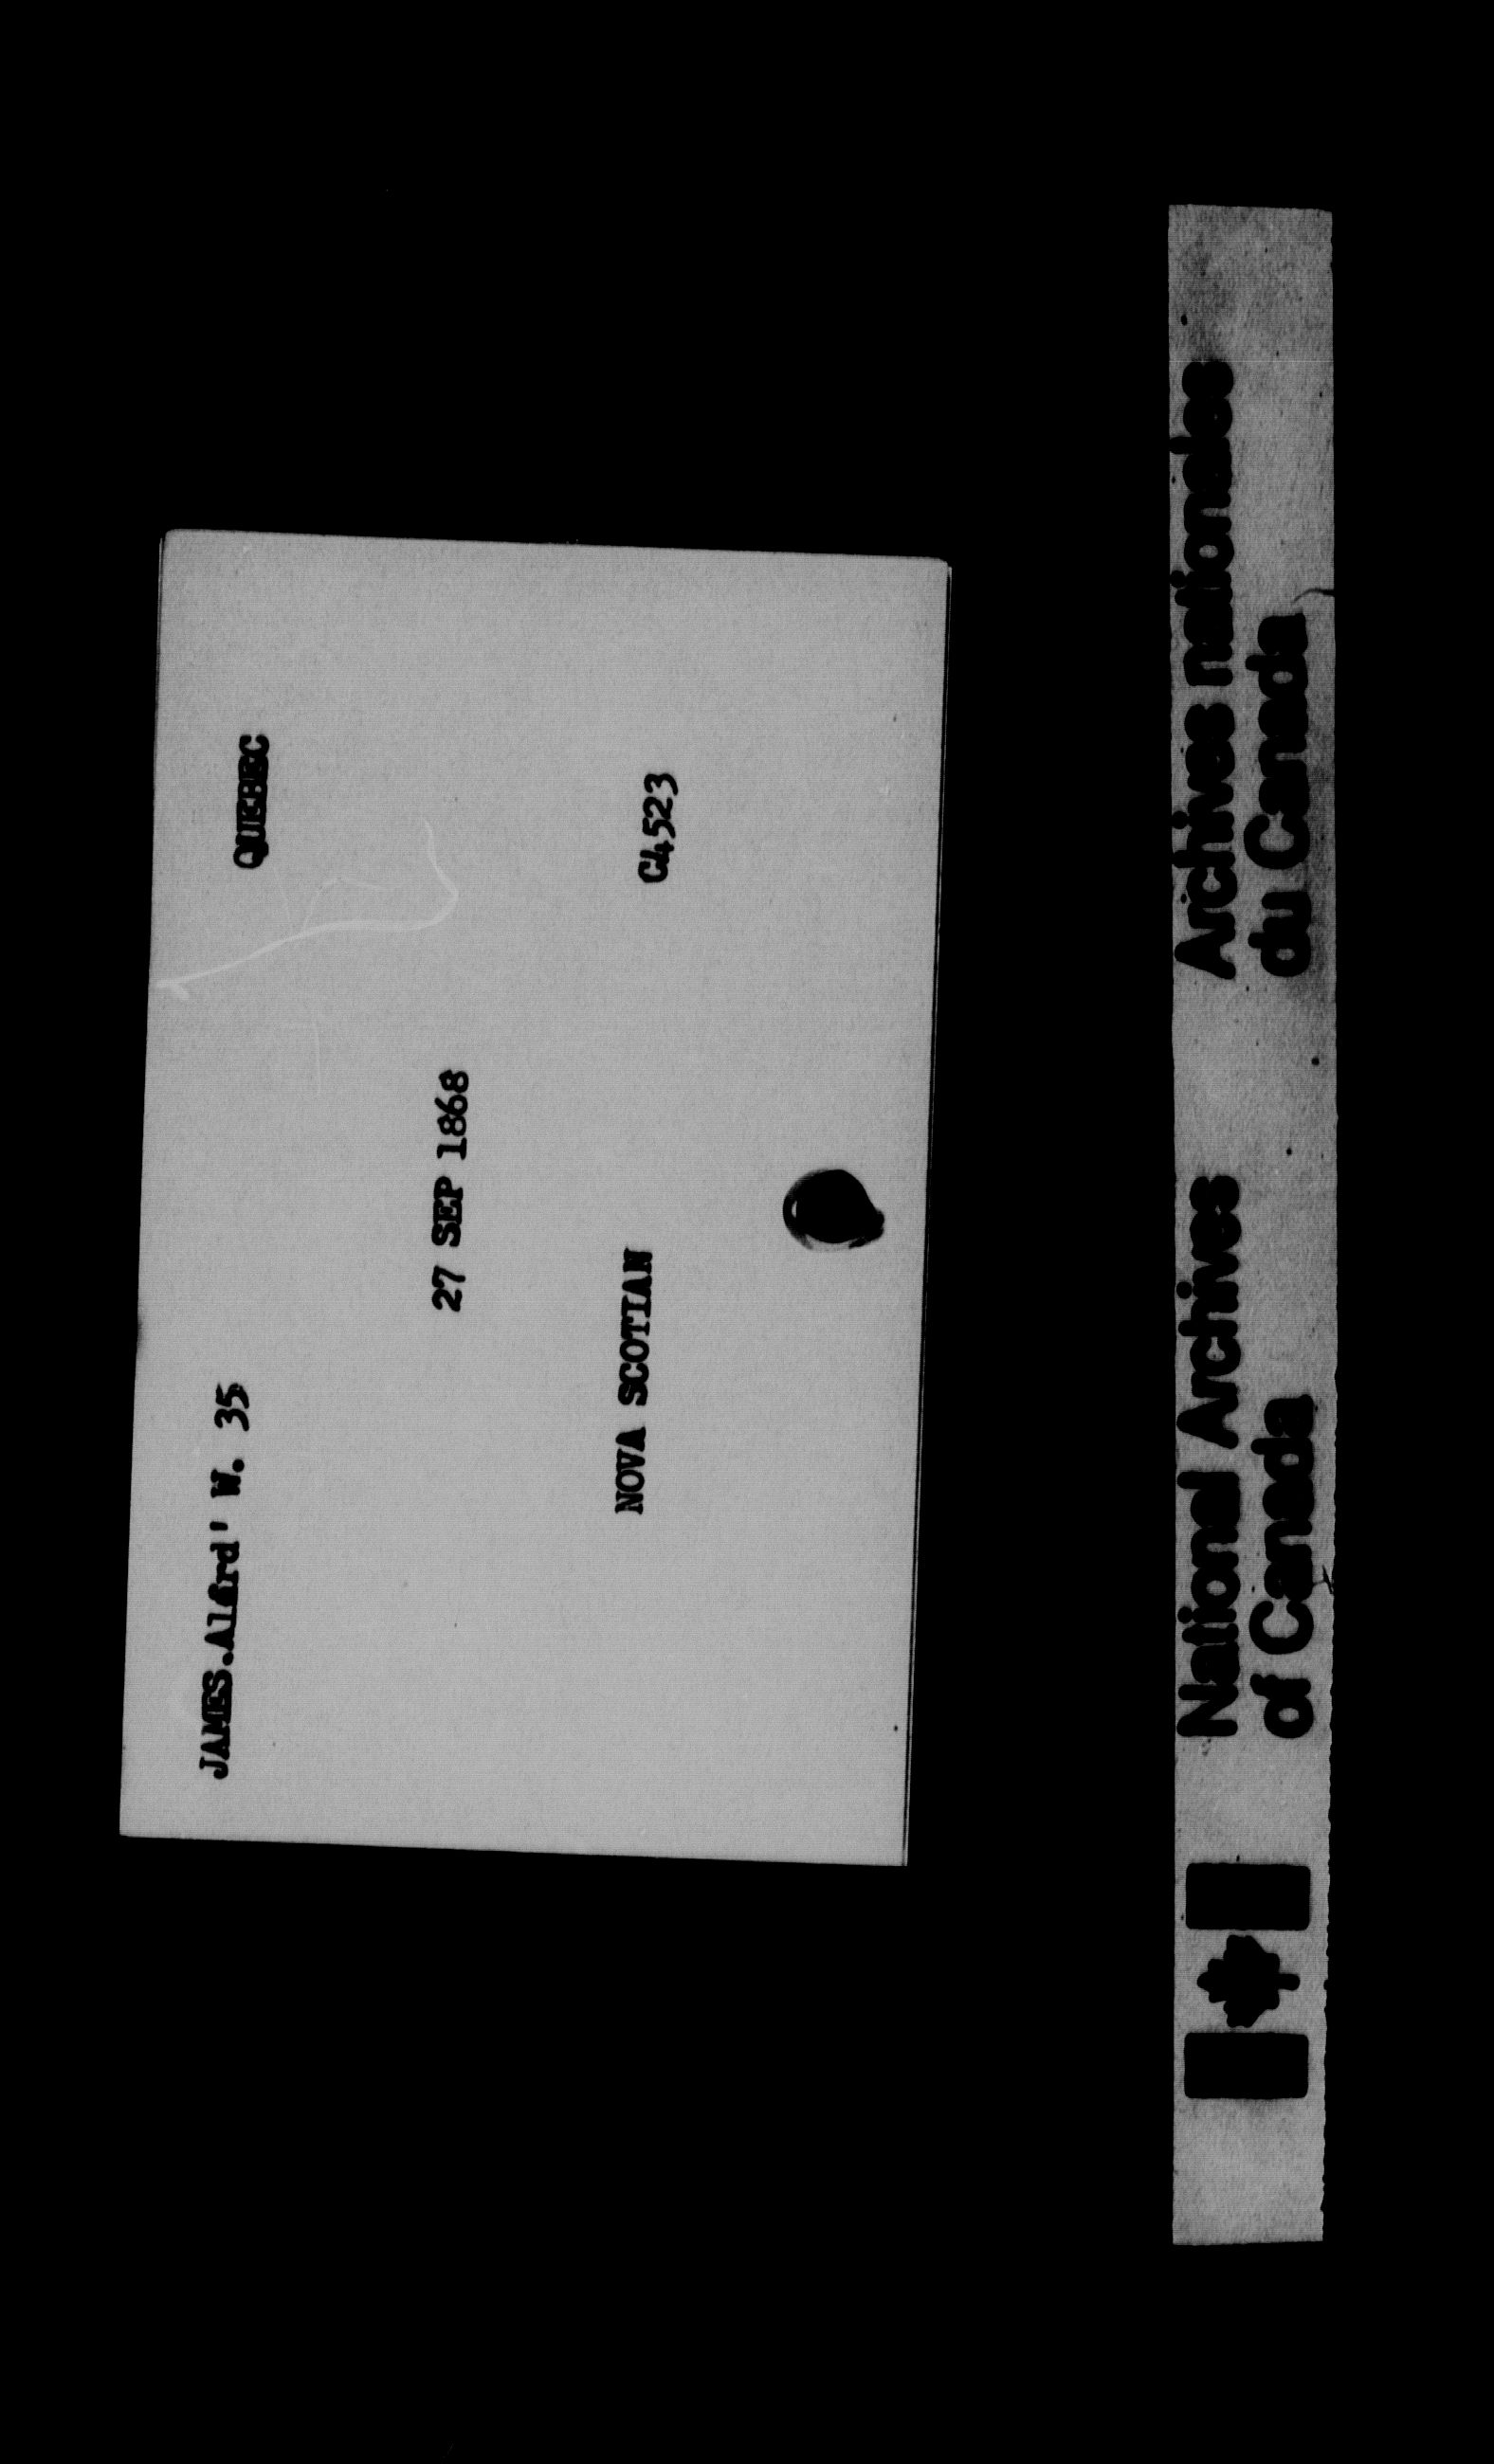 JAMES.Alfrd' W. 35 QUEBEC
27 SEP 1868
NOVA SCOTIAN C4523
National Archives
of Canada
Archives nationales
du Canada